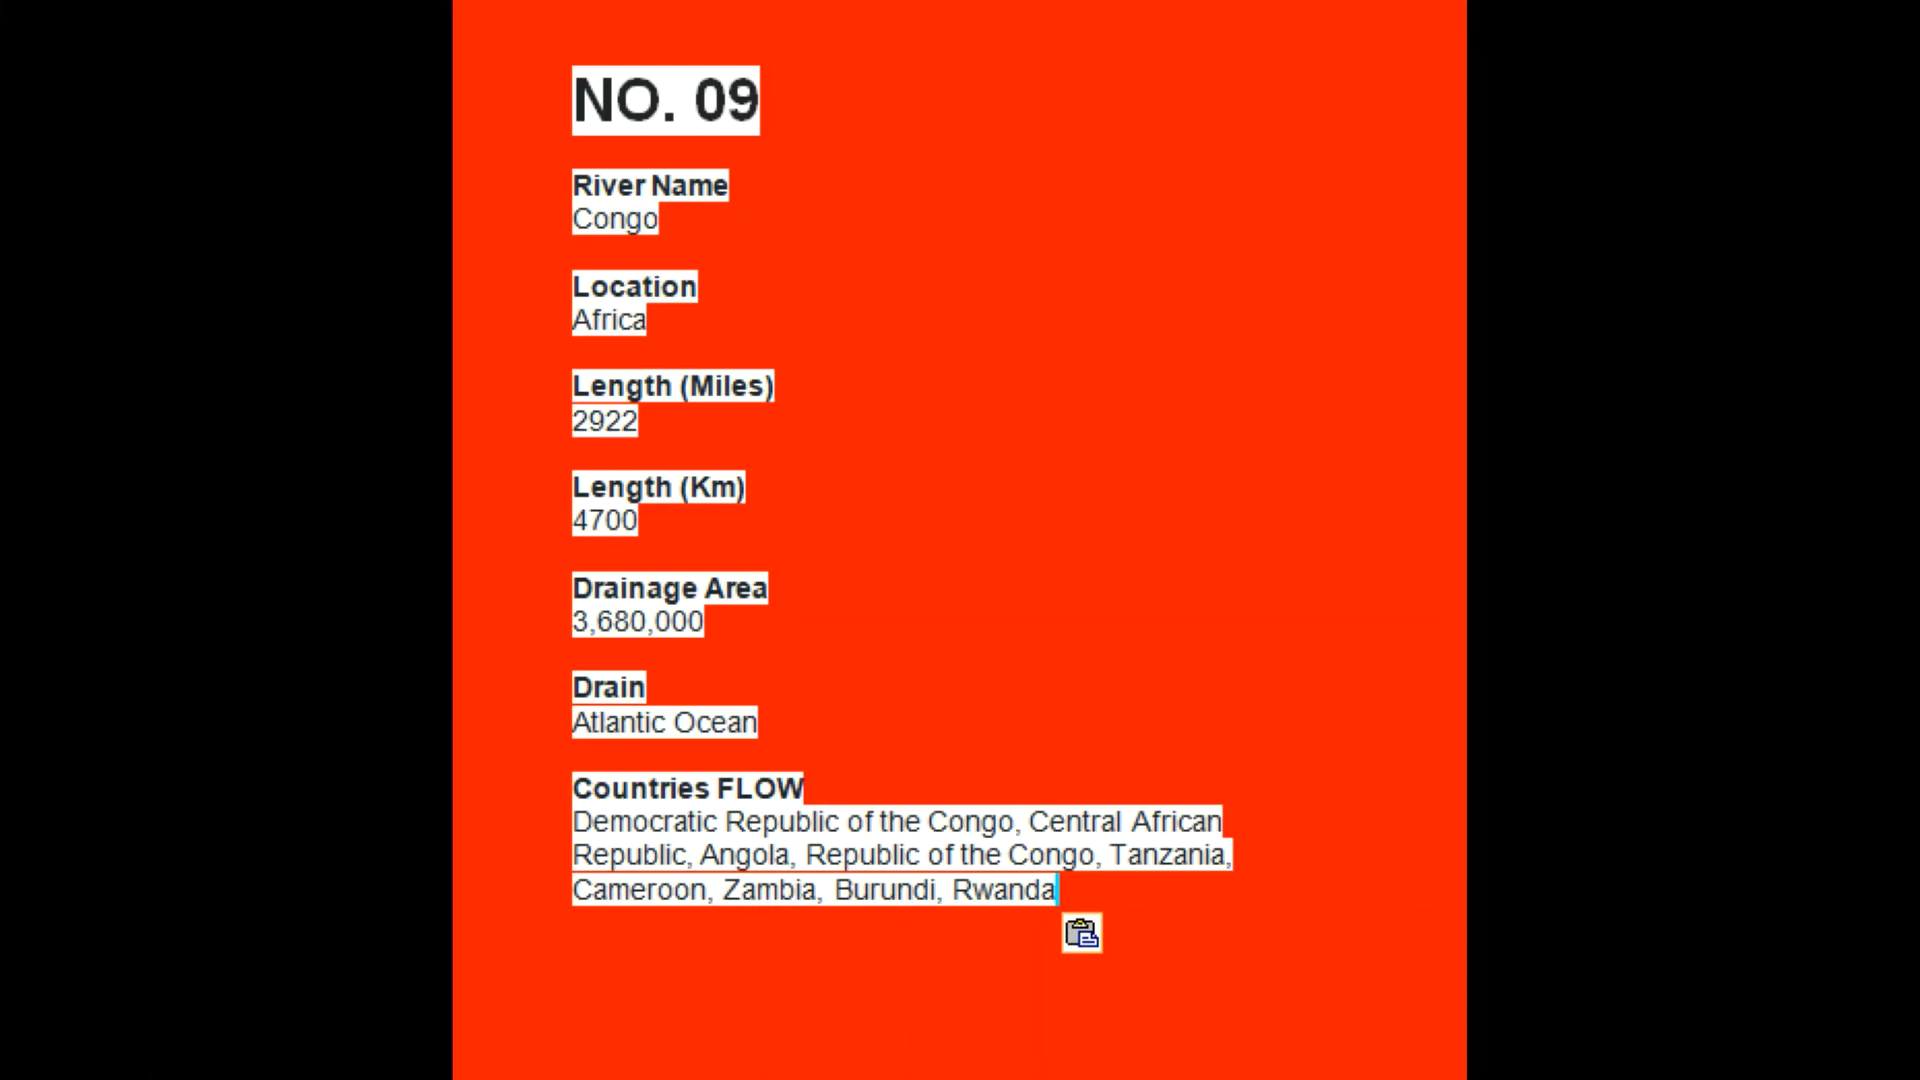 NO. 09
River Name
Congo
Location
Africa
Length (Miles)
2922
Length (Km)
4700
Drainage Area
3,680,000
Drain
Atlantic Ocean
Countries FLOW
Democratic Republic of the Congo, Central African
Republic, Angola, Republic of the Congo, Tanzania,
Cameroon, Zambia, Burundi, Rwanda